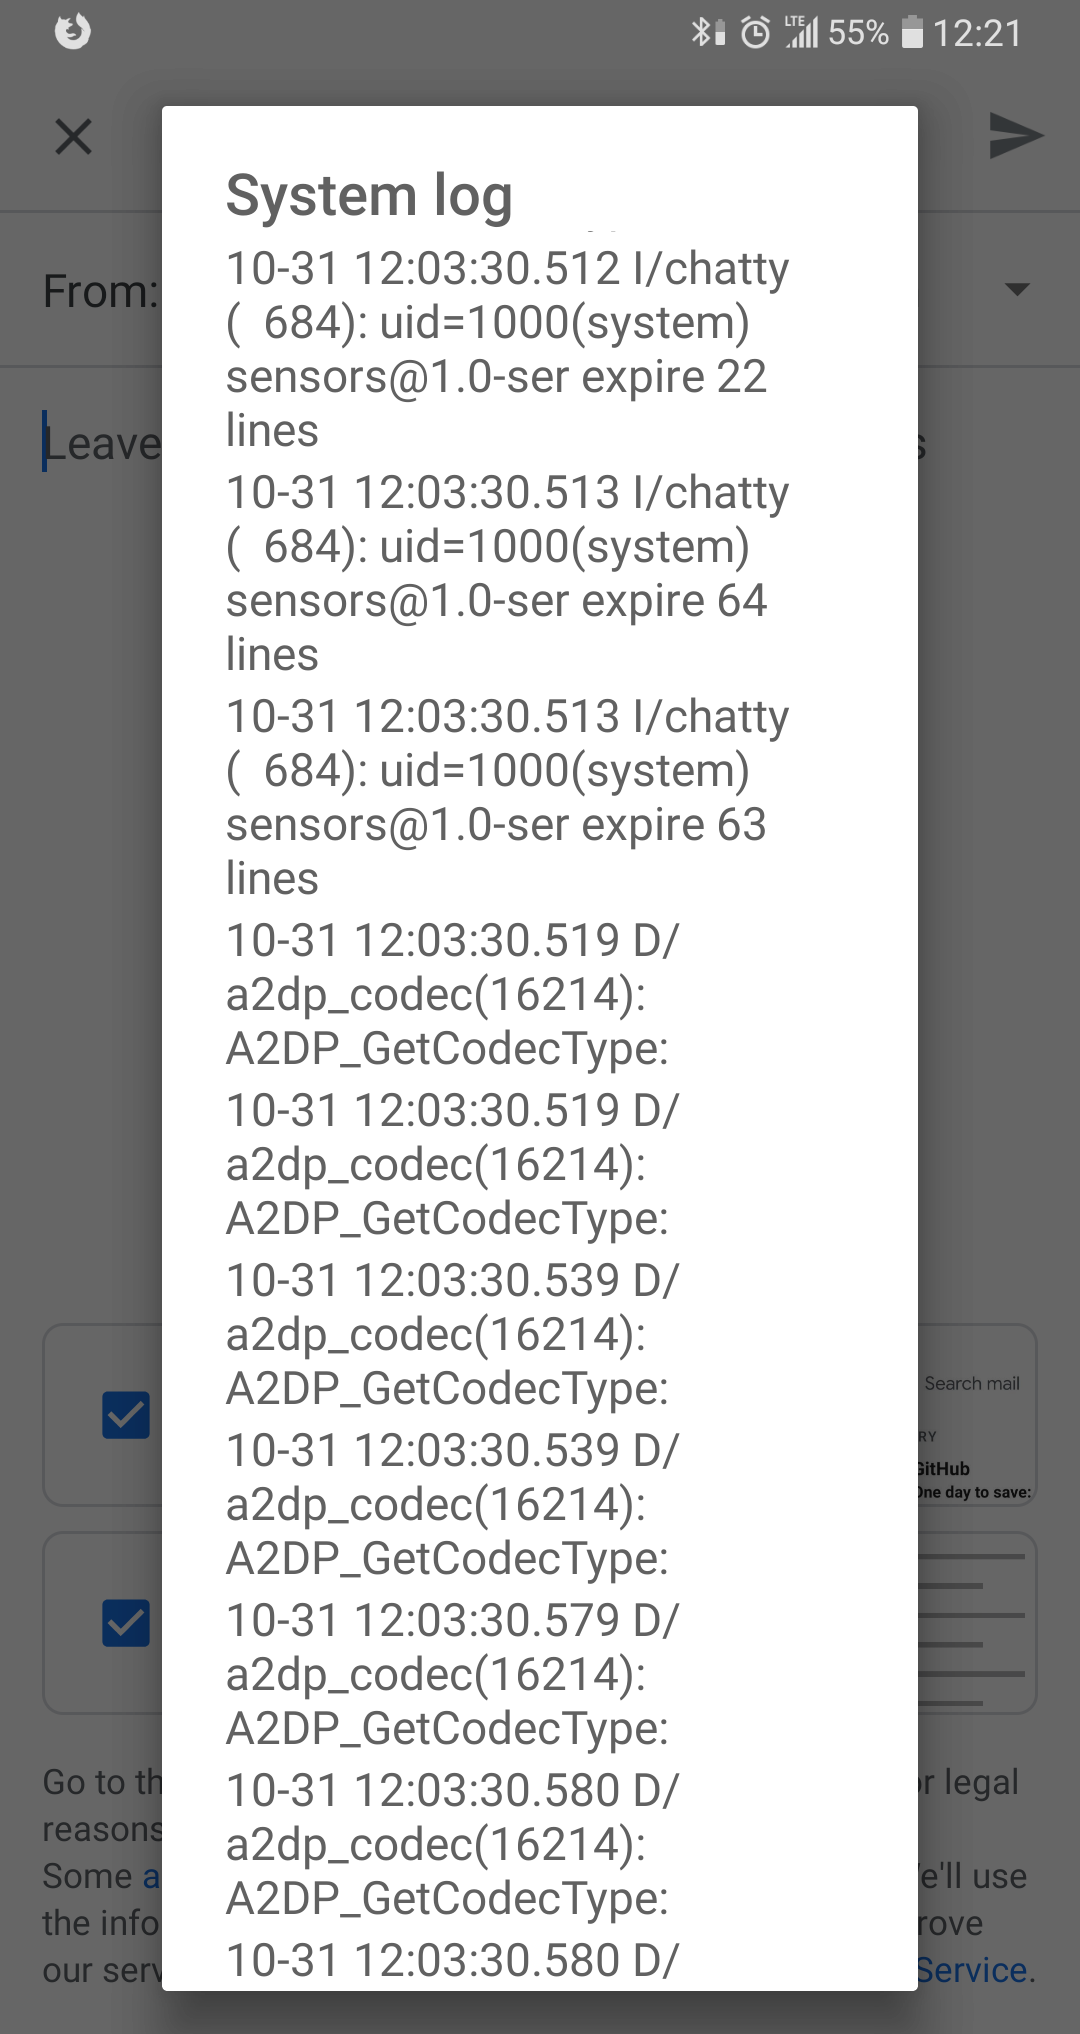 LTE 55% 12:21
System log
10-31 12:03:30.512 I/chatty
( 684): uid=1000(system)
sensors@1.0-ser expire 22
lines
10-31 12:03:30.513 I/chatty
( 684): uid=1000(system)
sensors@1.0-ser expire 64
lines
10-31 12:03:30.513 I/chatty
( 684): uid=1000(system)
sensors@1.0-ser expire 63
lines
10-31 12:03:30.519 D/
a2dp_codec(16214):
A2DP_GetCodecType:
10-31 12:03:30.519 D/
a2dp_codec(16214):
A2DP_GetCodecType:
10-31 12:03:30.539 D/
a2dp_codec(16214):
A2DP_GetCodecType:
10-31 12:03:30.539 D/
a2dp_codec(16214):
A2DP_GetCodecType:
10-31 12:03:30.579 D/
a2dp_codec(16214):
A2DP_GetCodecType:
10-31 12:03:30.580 D/
a2dp_codec(16214):
A2DP_GetCodecType:
10-31 12:03:30.580 D/
From:
Leave
Search mail
RY
GitHub
One day to save:
Go to th
or legal
reasons
Some a
e'll use
the info
rove
our serv
Service.